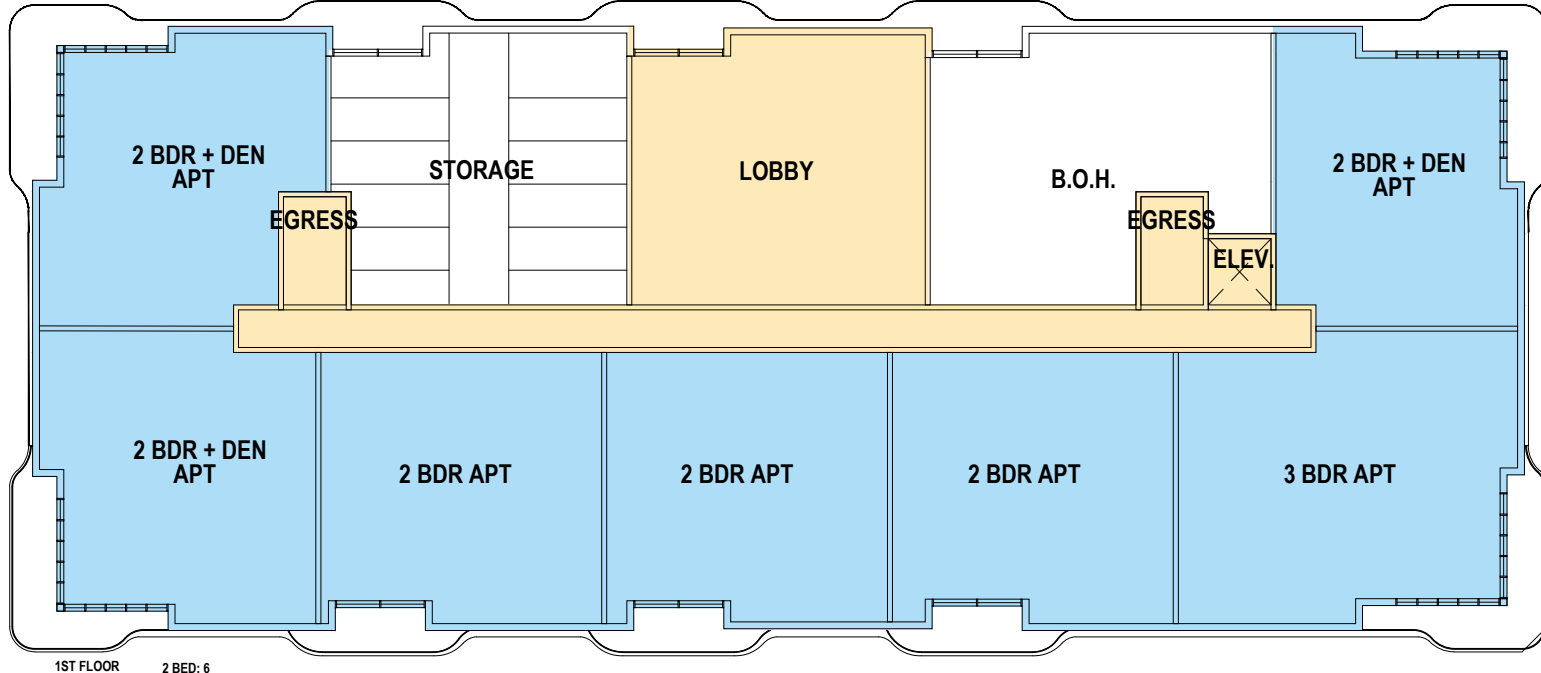 2 BDR + DEN
APT
STORAGE
LOBBY
B.O.H.
2 BDR + DEN
APT
EGRESS
EGRESS
ELEV.
2 BDR + DEN
APT
2 BDR APT
2 BDR APT
2 BDR APT
3 BDR APT
1ST FLOOR
2 BED: 6